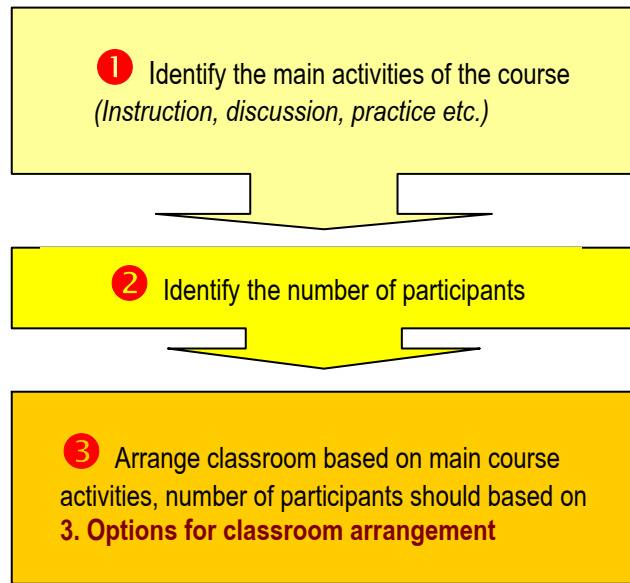 ❶ Identify the main activities of the course
(Instruction, discussion, practice etc.)
❷ Identify the number of participants
❸ Arrange classroom based on main course
activities, number of participants should based on
3. Options for classroom arrangement